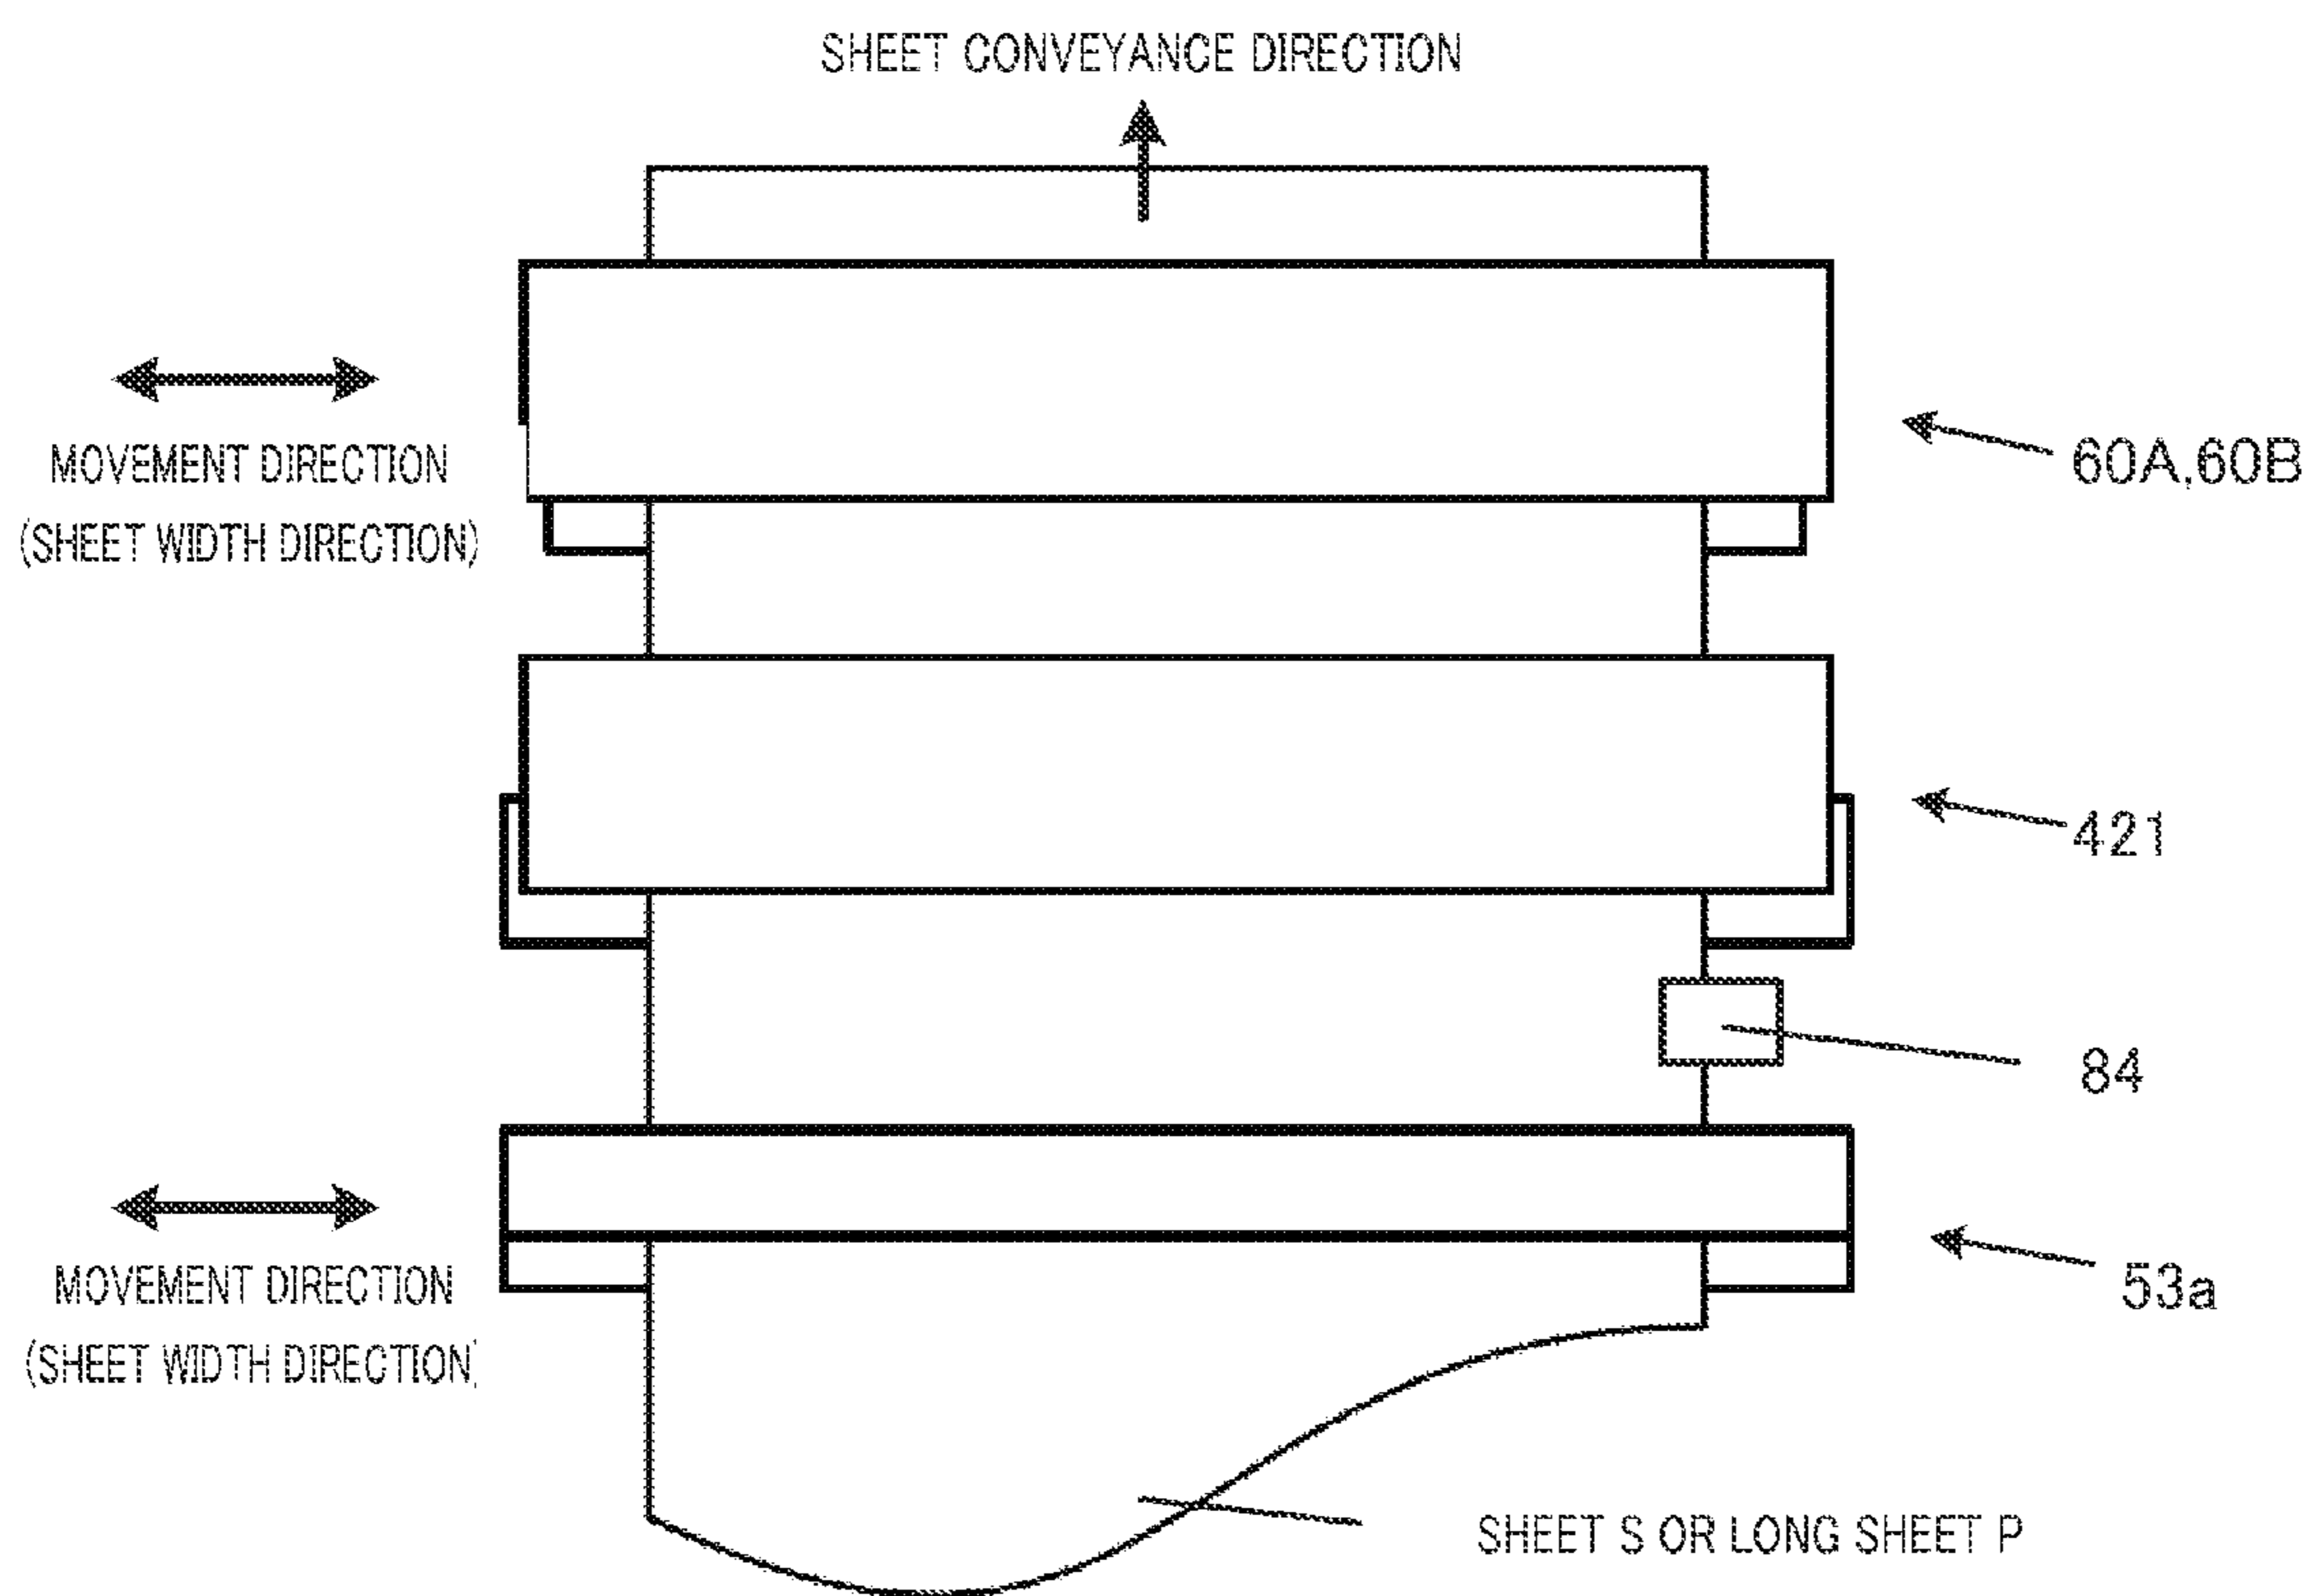 SHEET CONVEYANCE DIRECTION
MOVEMENT DIRECTION
(SHEET WIDTH DIRECTION)
60A,60B
421
84
MOVEMENT DIRECTION
(SHEET WIDTH DIRECTION)
53a
SHEET S OR LONG SHEET P